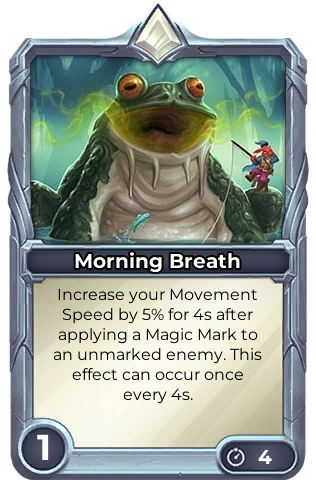 Morning Breath
Increase your Movement
Speed by 5% for 4s after
applying a Magic Mark to
an unmarked enemy. This
effect can occur once
every 4s.
1
4